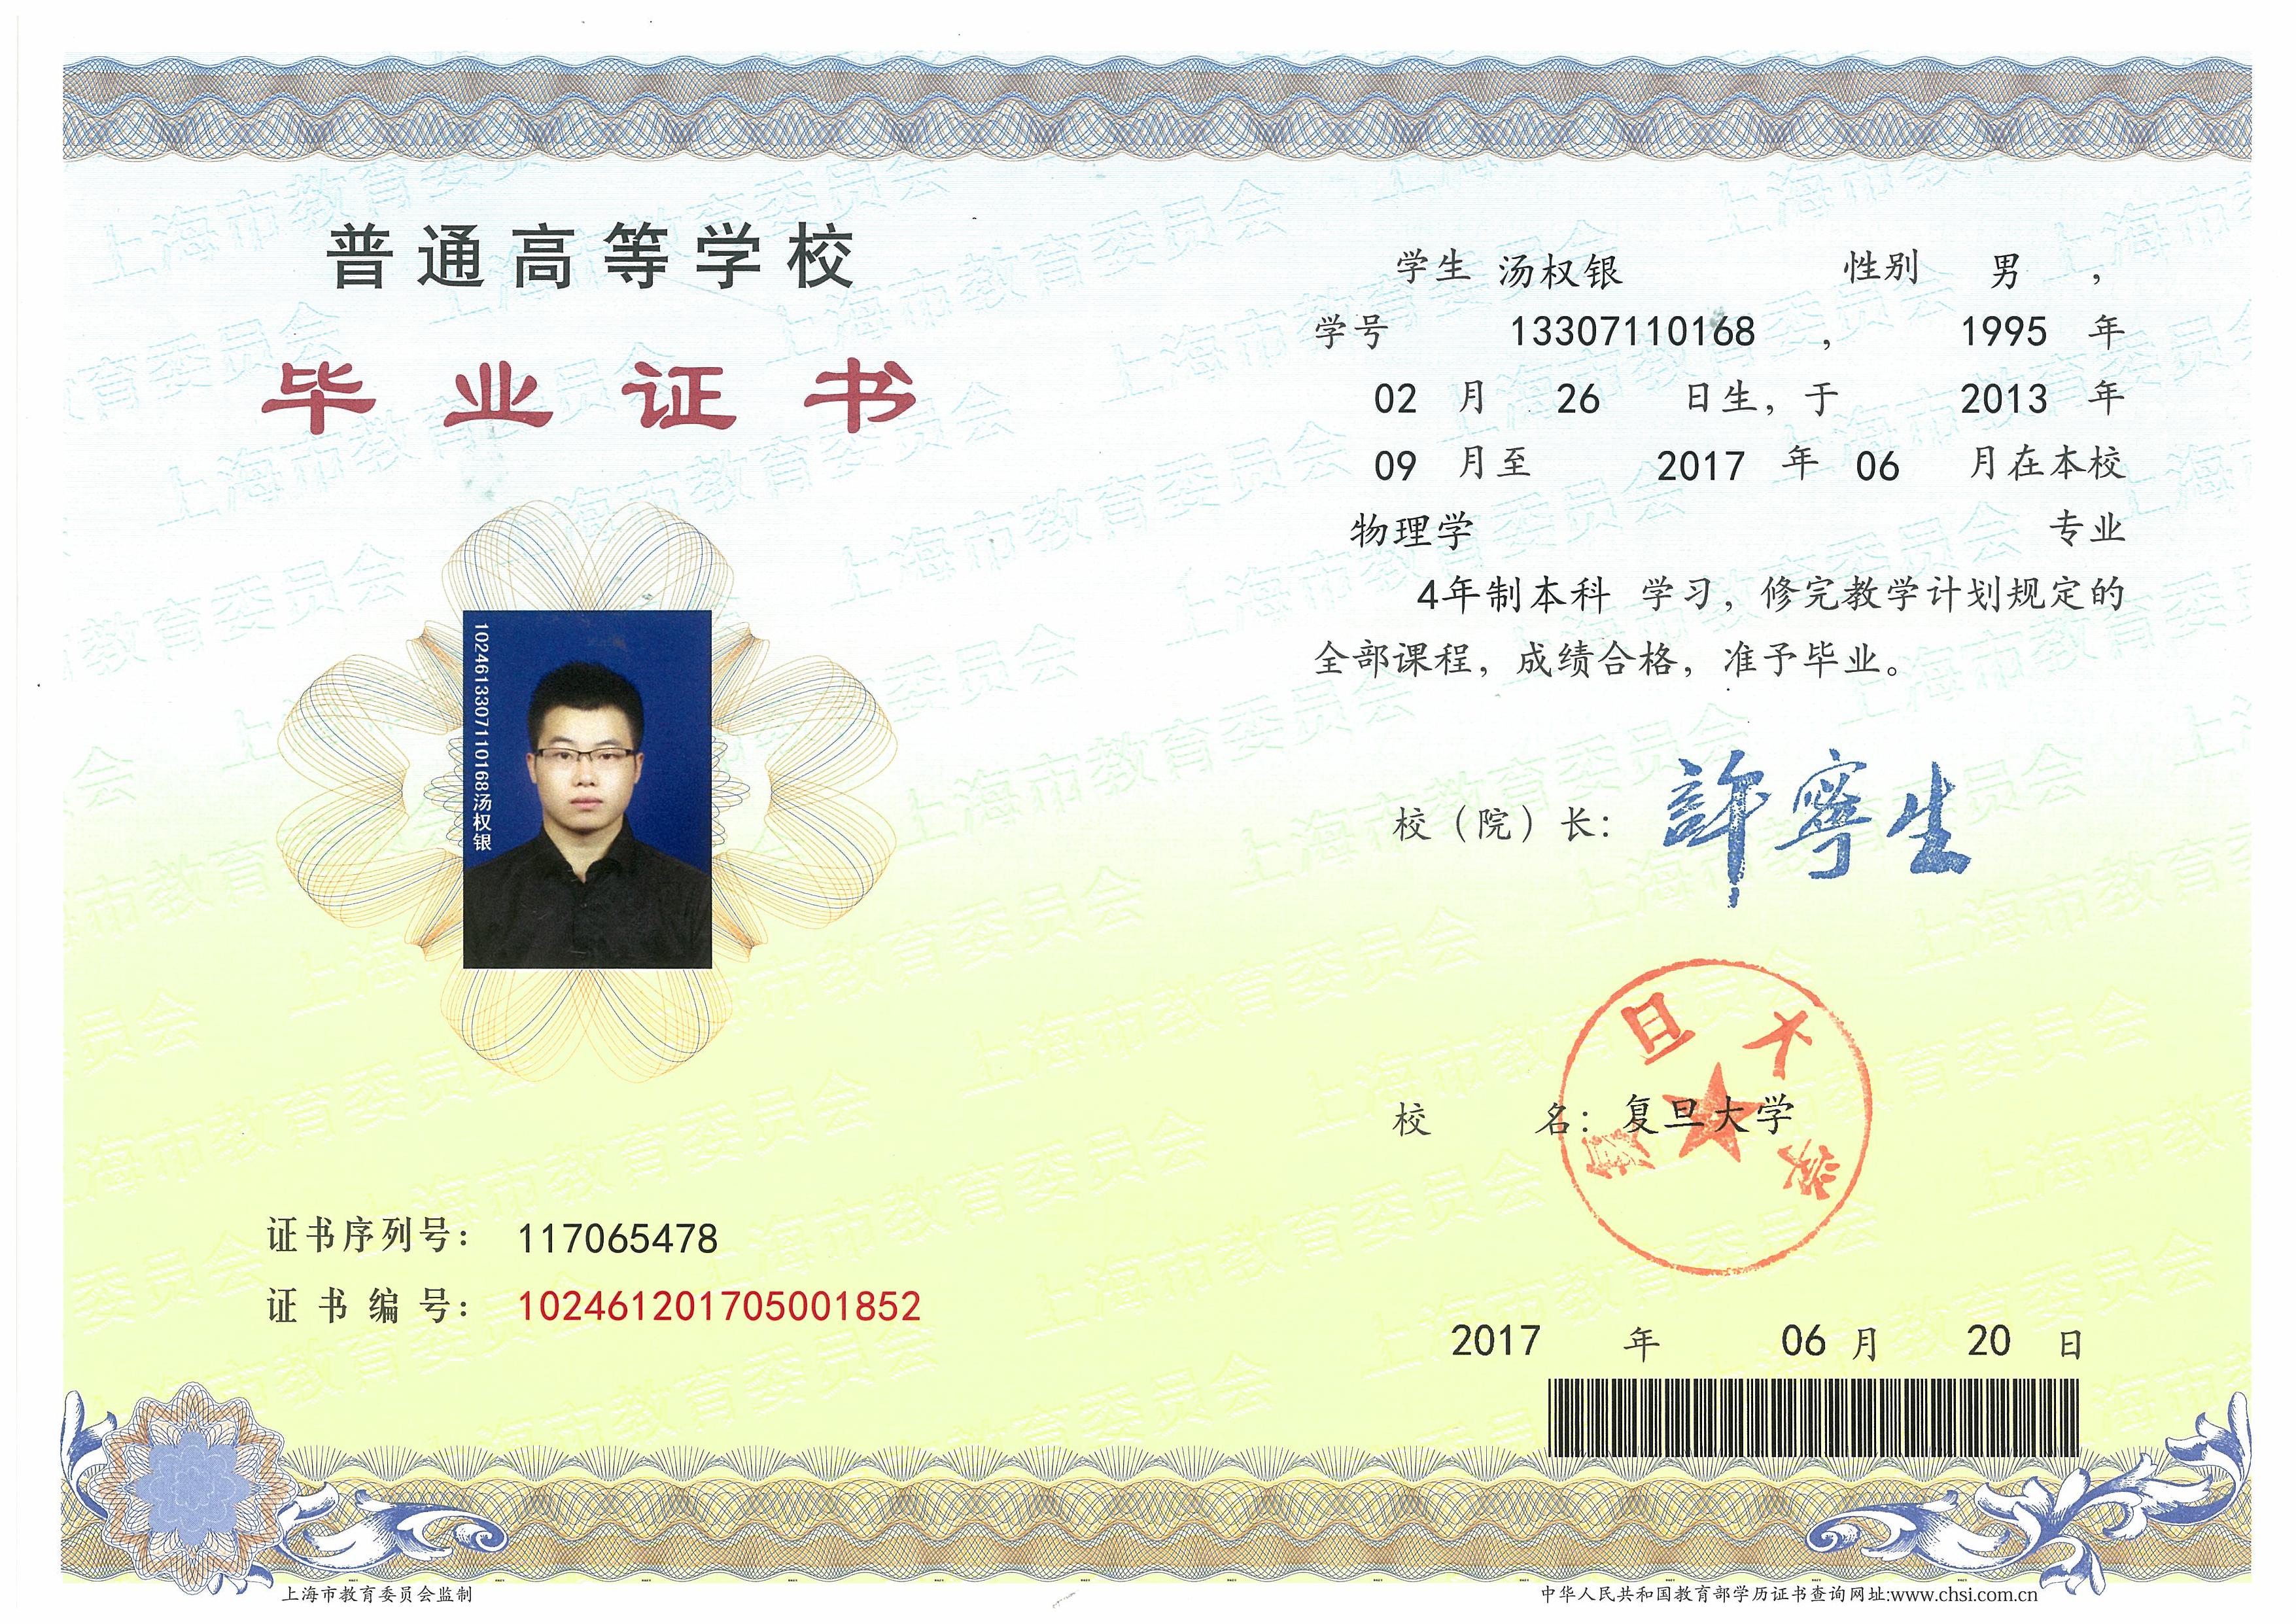 普通高等学校
毕业证书
1024613307110168汤权银
证书序列号: 117065478
证书编号: 102461201705001852
上海市教育委员会监制
学生 汤权银 性别 男 ,
学号 13307110168 , 1995 年
02 月 26 日生, 于 2013 年
09 月至 2017 年 06 月在本校
物理学 专业
4年制本科 学习, 修完教学计划规定的
全部课程, 成绩合格, 准予毕业。
校（院）长: 許寧生
校 名: 复旦大学
复旦大学
2017 年 06 月 20 日
中华人民共和国教育部学历证书查询网址:www.chsi.com.cn
上海市教育委员会